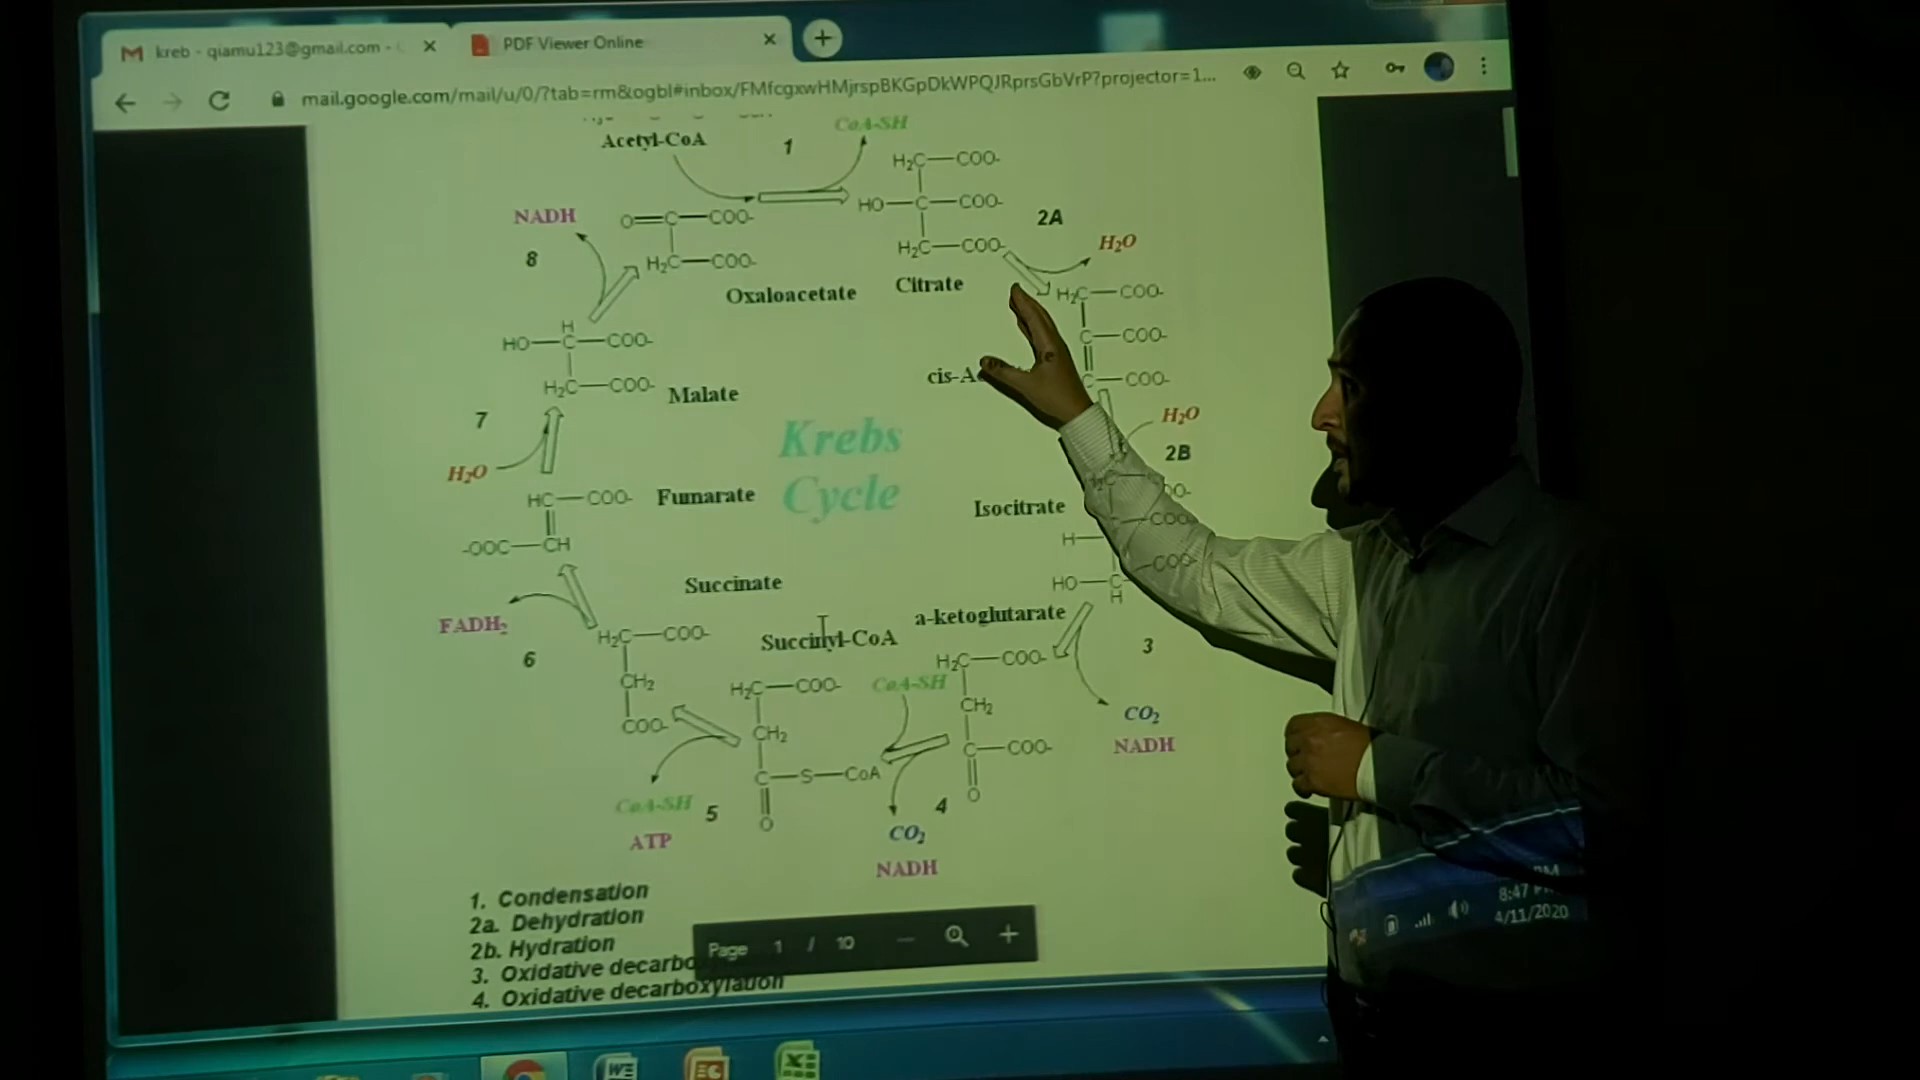 kreb - qiamu123@gmail.com -
PDF Viewer Online
mail.google.com/mail/u/0/?tab=rm&ogbl#inbox/FMfcgxwHMjrspBKGpDkWPQJRprsGbVrP?projector=1...
Acetyl-CoA
1
CoA-SH
H₂C—COO-
HO—C—COO-
H₂C—COO-
Citrate
2A
H₂O
NADH
8
O=C—COO-
H₂C—COO-
Oxaloacetate
H₂C—COO-
C—COO-
C—COO-
H
HO—C—COO-
H₂C—COO-
Malate
7
H₂O
Krebs
Cycle
H₂O
2B
HC—COO-
-OOC—CH
Fumarate
Isocitrate
H₂C
COO-
H—
COO-
HO—C
H
FADH₂
6
Succinate
H₂C—COO-
CH₂
COO-
Succinyl-CoA
H₂C—COO-
CH₂
C—S—CoA
O
a-ketoglutarate
H₂C—COO-
CoA-SH
CH₂
C—COO-
O
3
CO₂
NADH
CoA-SH
ATP
5
4
CO₂
NADH
1. Condensation
2a. Dehydration
2b. Hydration
3. Oxidative
4. Oxidative decarboxylation
Page 1 / 10
8:47
4/11/2020